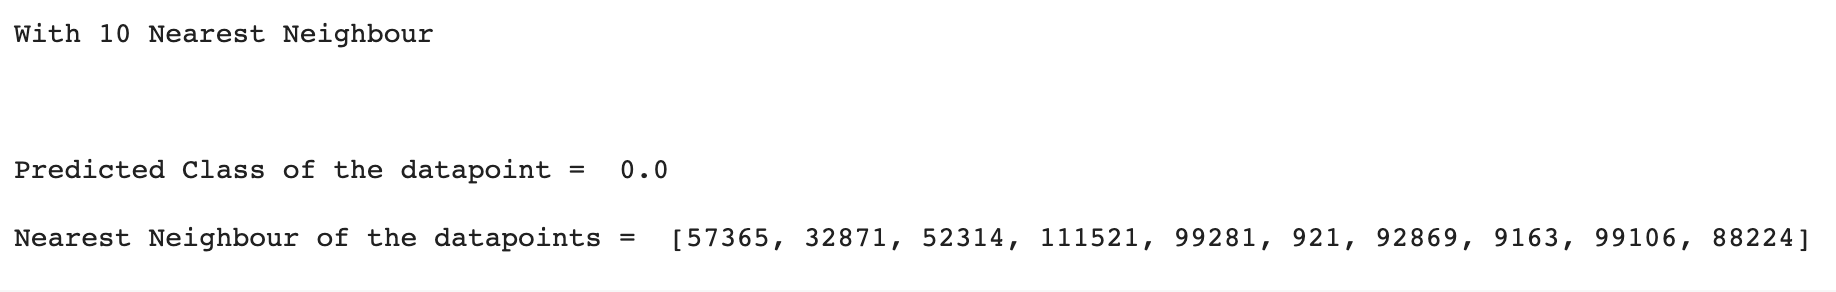 With 10 Nearest Neighbour
Predicted Class of the datapoint =  0.0
Nearest Neighbour of the datapoints =  [57365, 32871, 52314, 111521, 99281, 921, 92869, 9163, 99106, 88224]